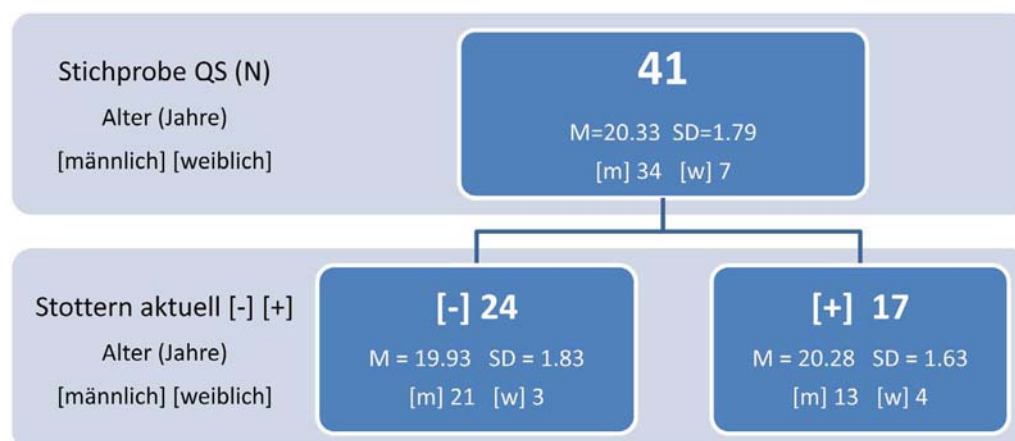 Stichprobe QS (N)
Alter (Jahre)
[männlich] [weiblich]
41
M=20.33 SD=1.79
[m] 34 [w] 7
Stottern aktuell [-] [+]
Alter (Jahre)
[männlich] [weiblich]
[-] 24
M = 19.93 SD = 1.83
[m] 21 [w] 3
[+] 17
M = 20.28 SD = 1.63
[m] 13 [w] 4